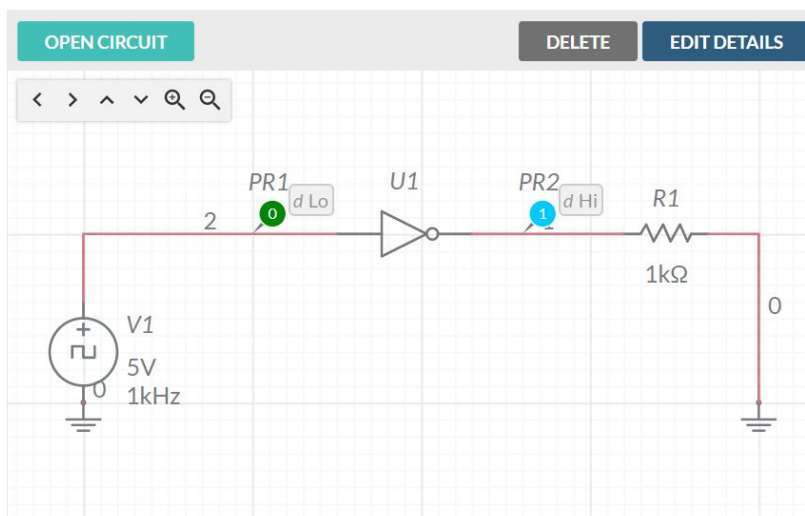 OPEN CIRCUIT DELETE EDIT DETAILS
PR1 d Lo U1 PR2 d Hi R1
0 1
2 1
1kΩ
0
V1
5V
0 1kHz